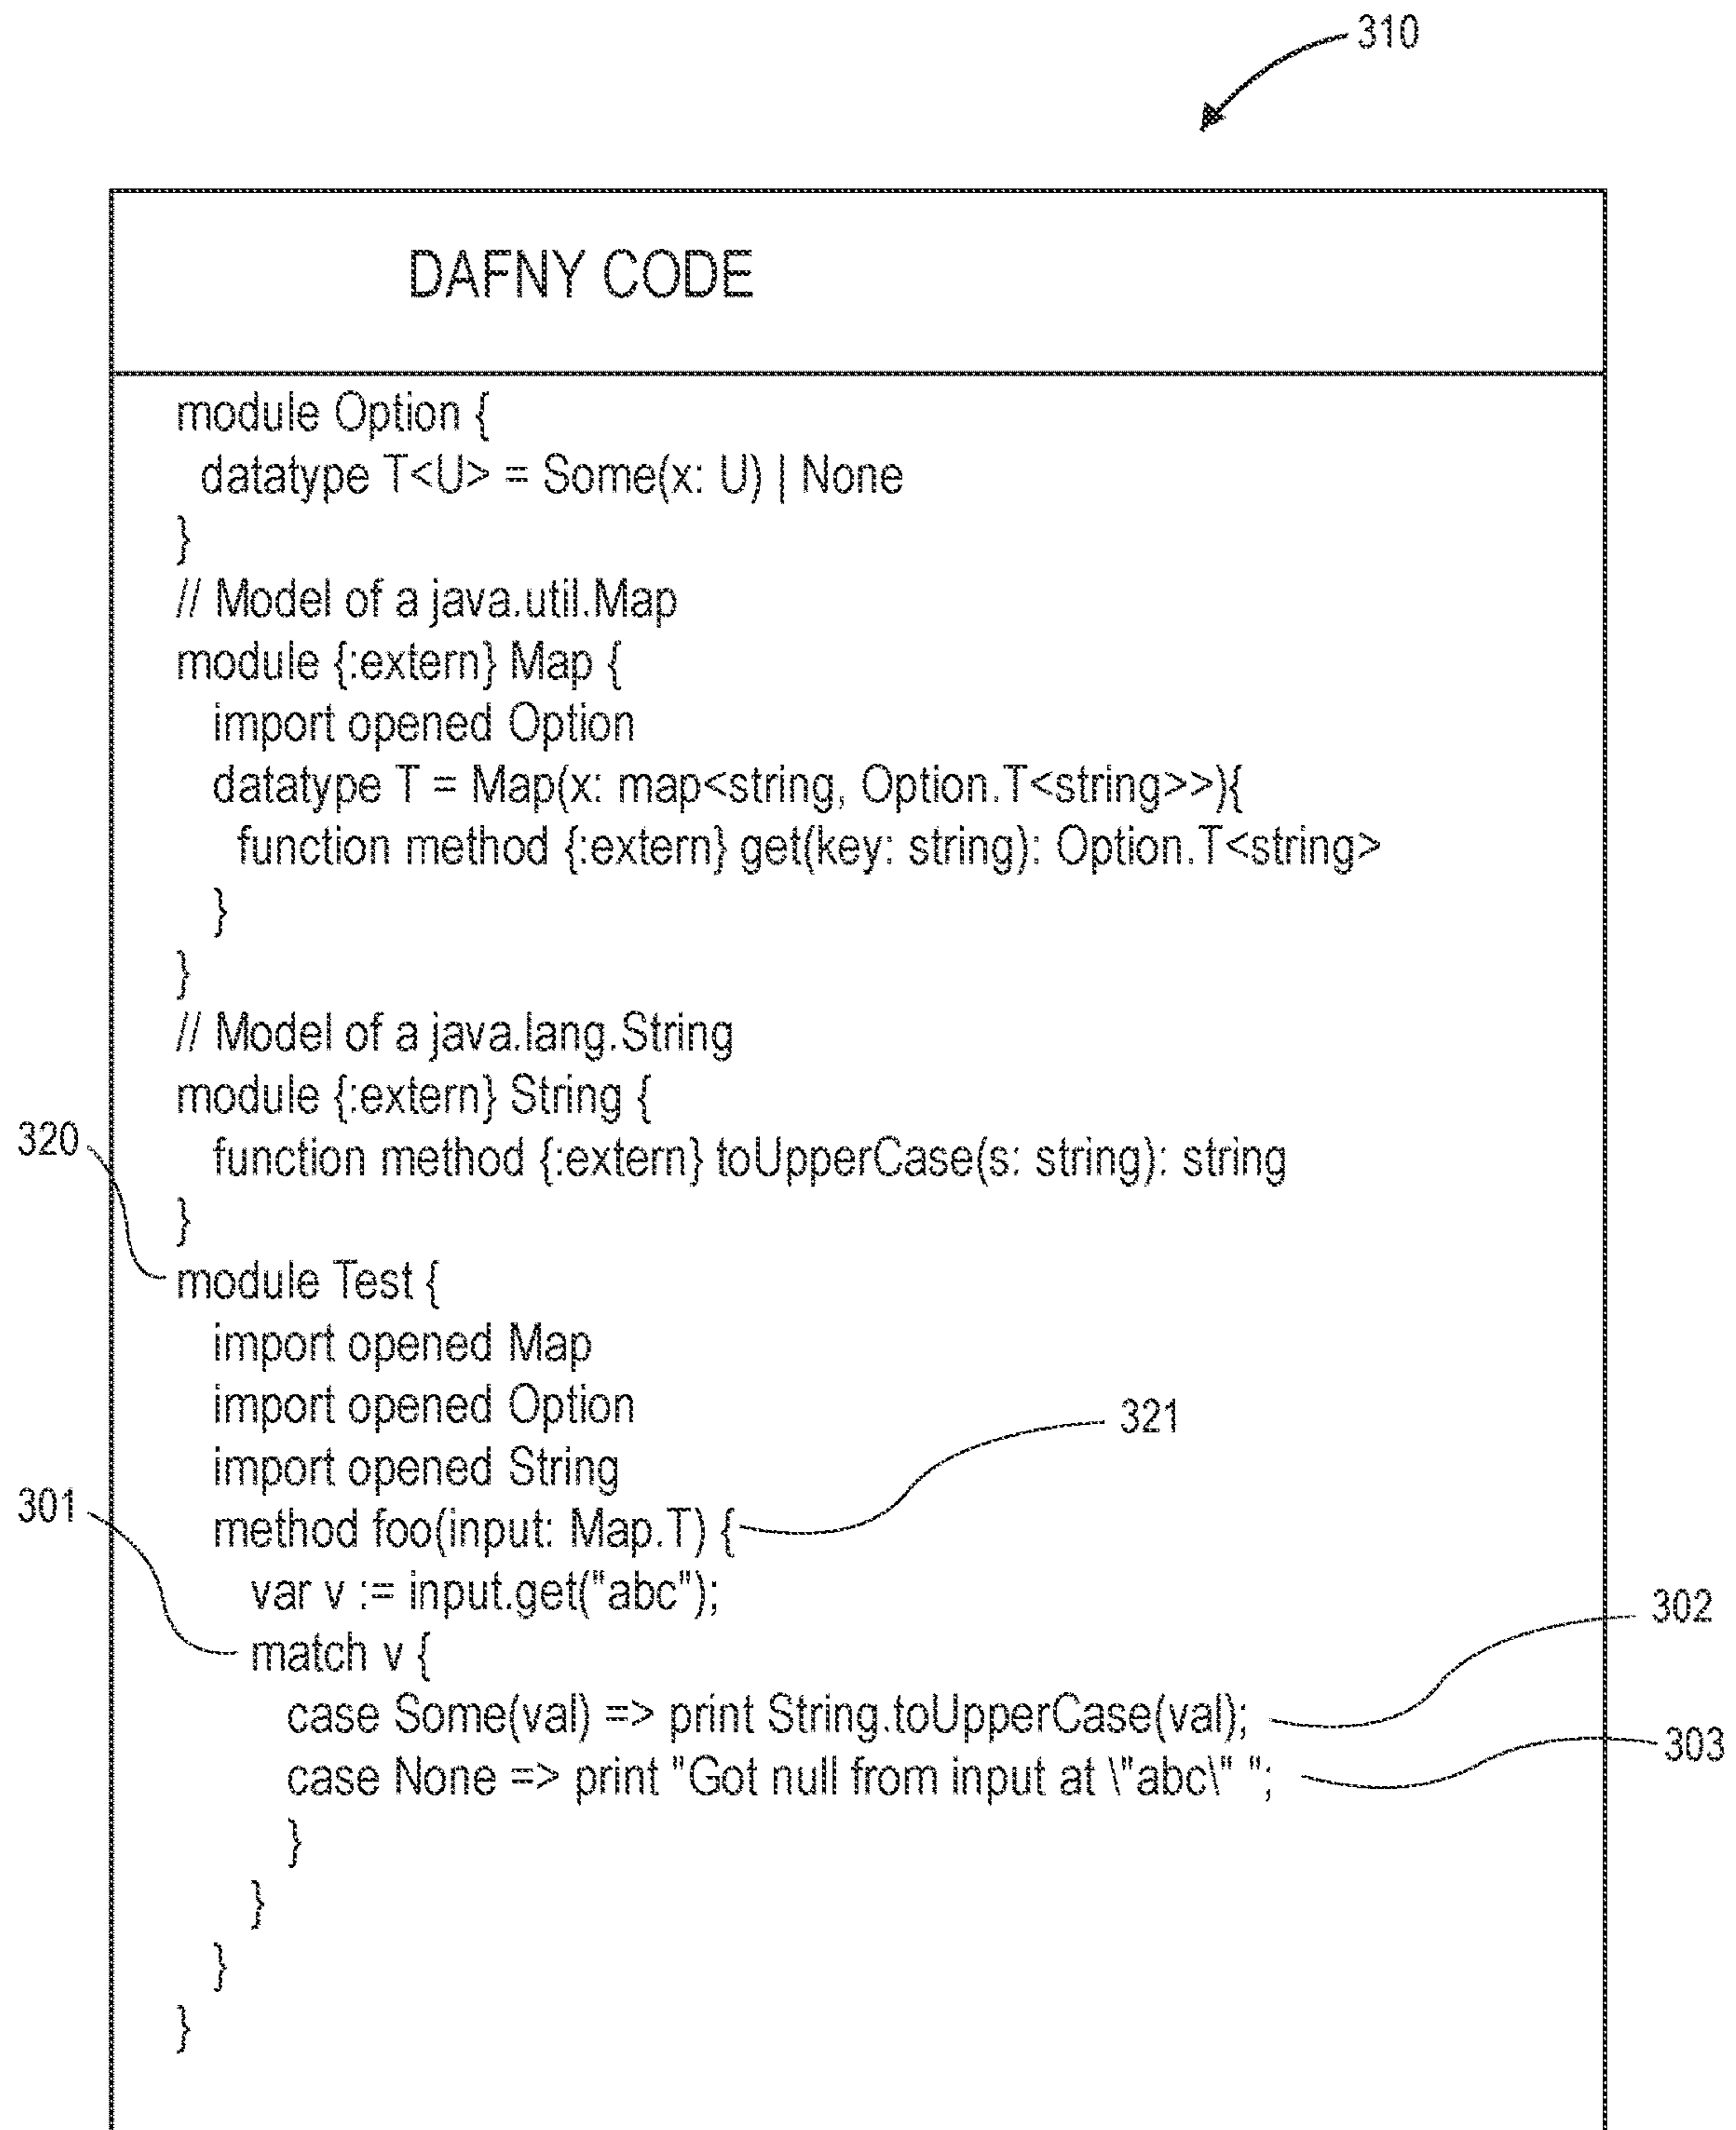 310
DAFNY CODE
module Option {
datatype T<U> = Some(x: U) | None
}
// Model of a java.util.Map
module {:extern} Map {
import opened Option
datatype T = Map(x: map<string, Option.T<string>>){
function method {:extern} get(key: string): Option.T<string>
}
}
// Model of a java.lang.String
module {:extern} String {
320
function method {:extern} toUpperCase(s: string): string
}
module Test {
import opened Map
import opened Option
321
import opened String
301
method foo(input: Map.T) {
var v := input.get("abc");
302
match v {
case Some(val) => print String.toUpperCase(val);
303
case None => print "Got null from input at \"abc\" ";
}
}
}
}